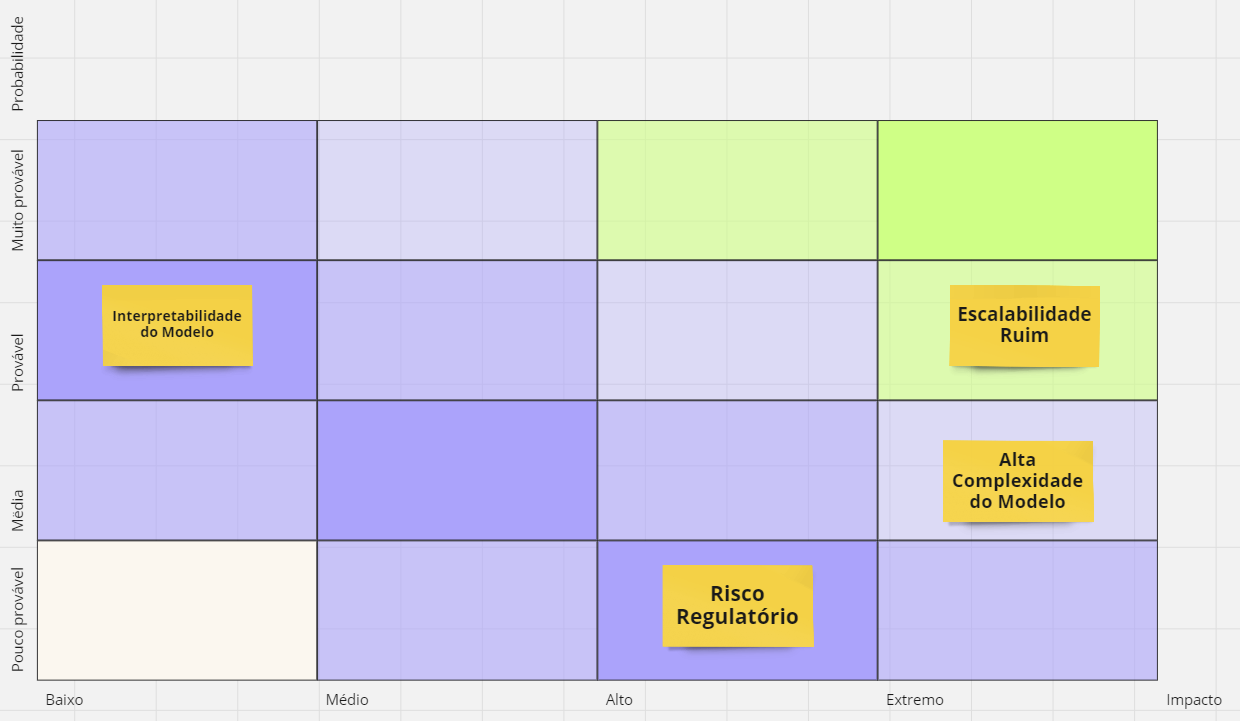 Probabilidade
Muito provável
Provável
Média
Pouco provável
Interpretabilidade
do Modelo
Escalabilidade
Ruim
Alta
Complexidade
do Modelo
Risco
Regulatório
Baixo
Médio
Alto
Extremo
Impacto